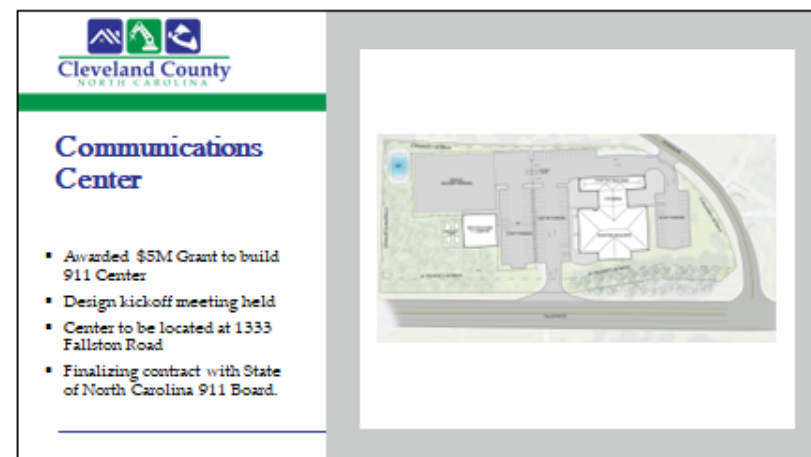 Cleveland County
NORTH CAROLINA
Communications
Center
▪ Awarded $5M Grant to build
911 Center
▪ Design kickoff meeting held
▪ Center to be located at 1333
Fallston Road
▪ Finalizing contract with State
of North Carolina 911 Board.